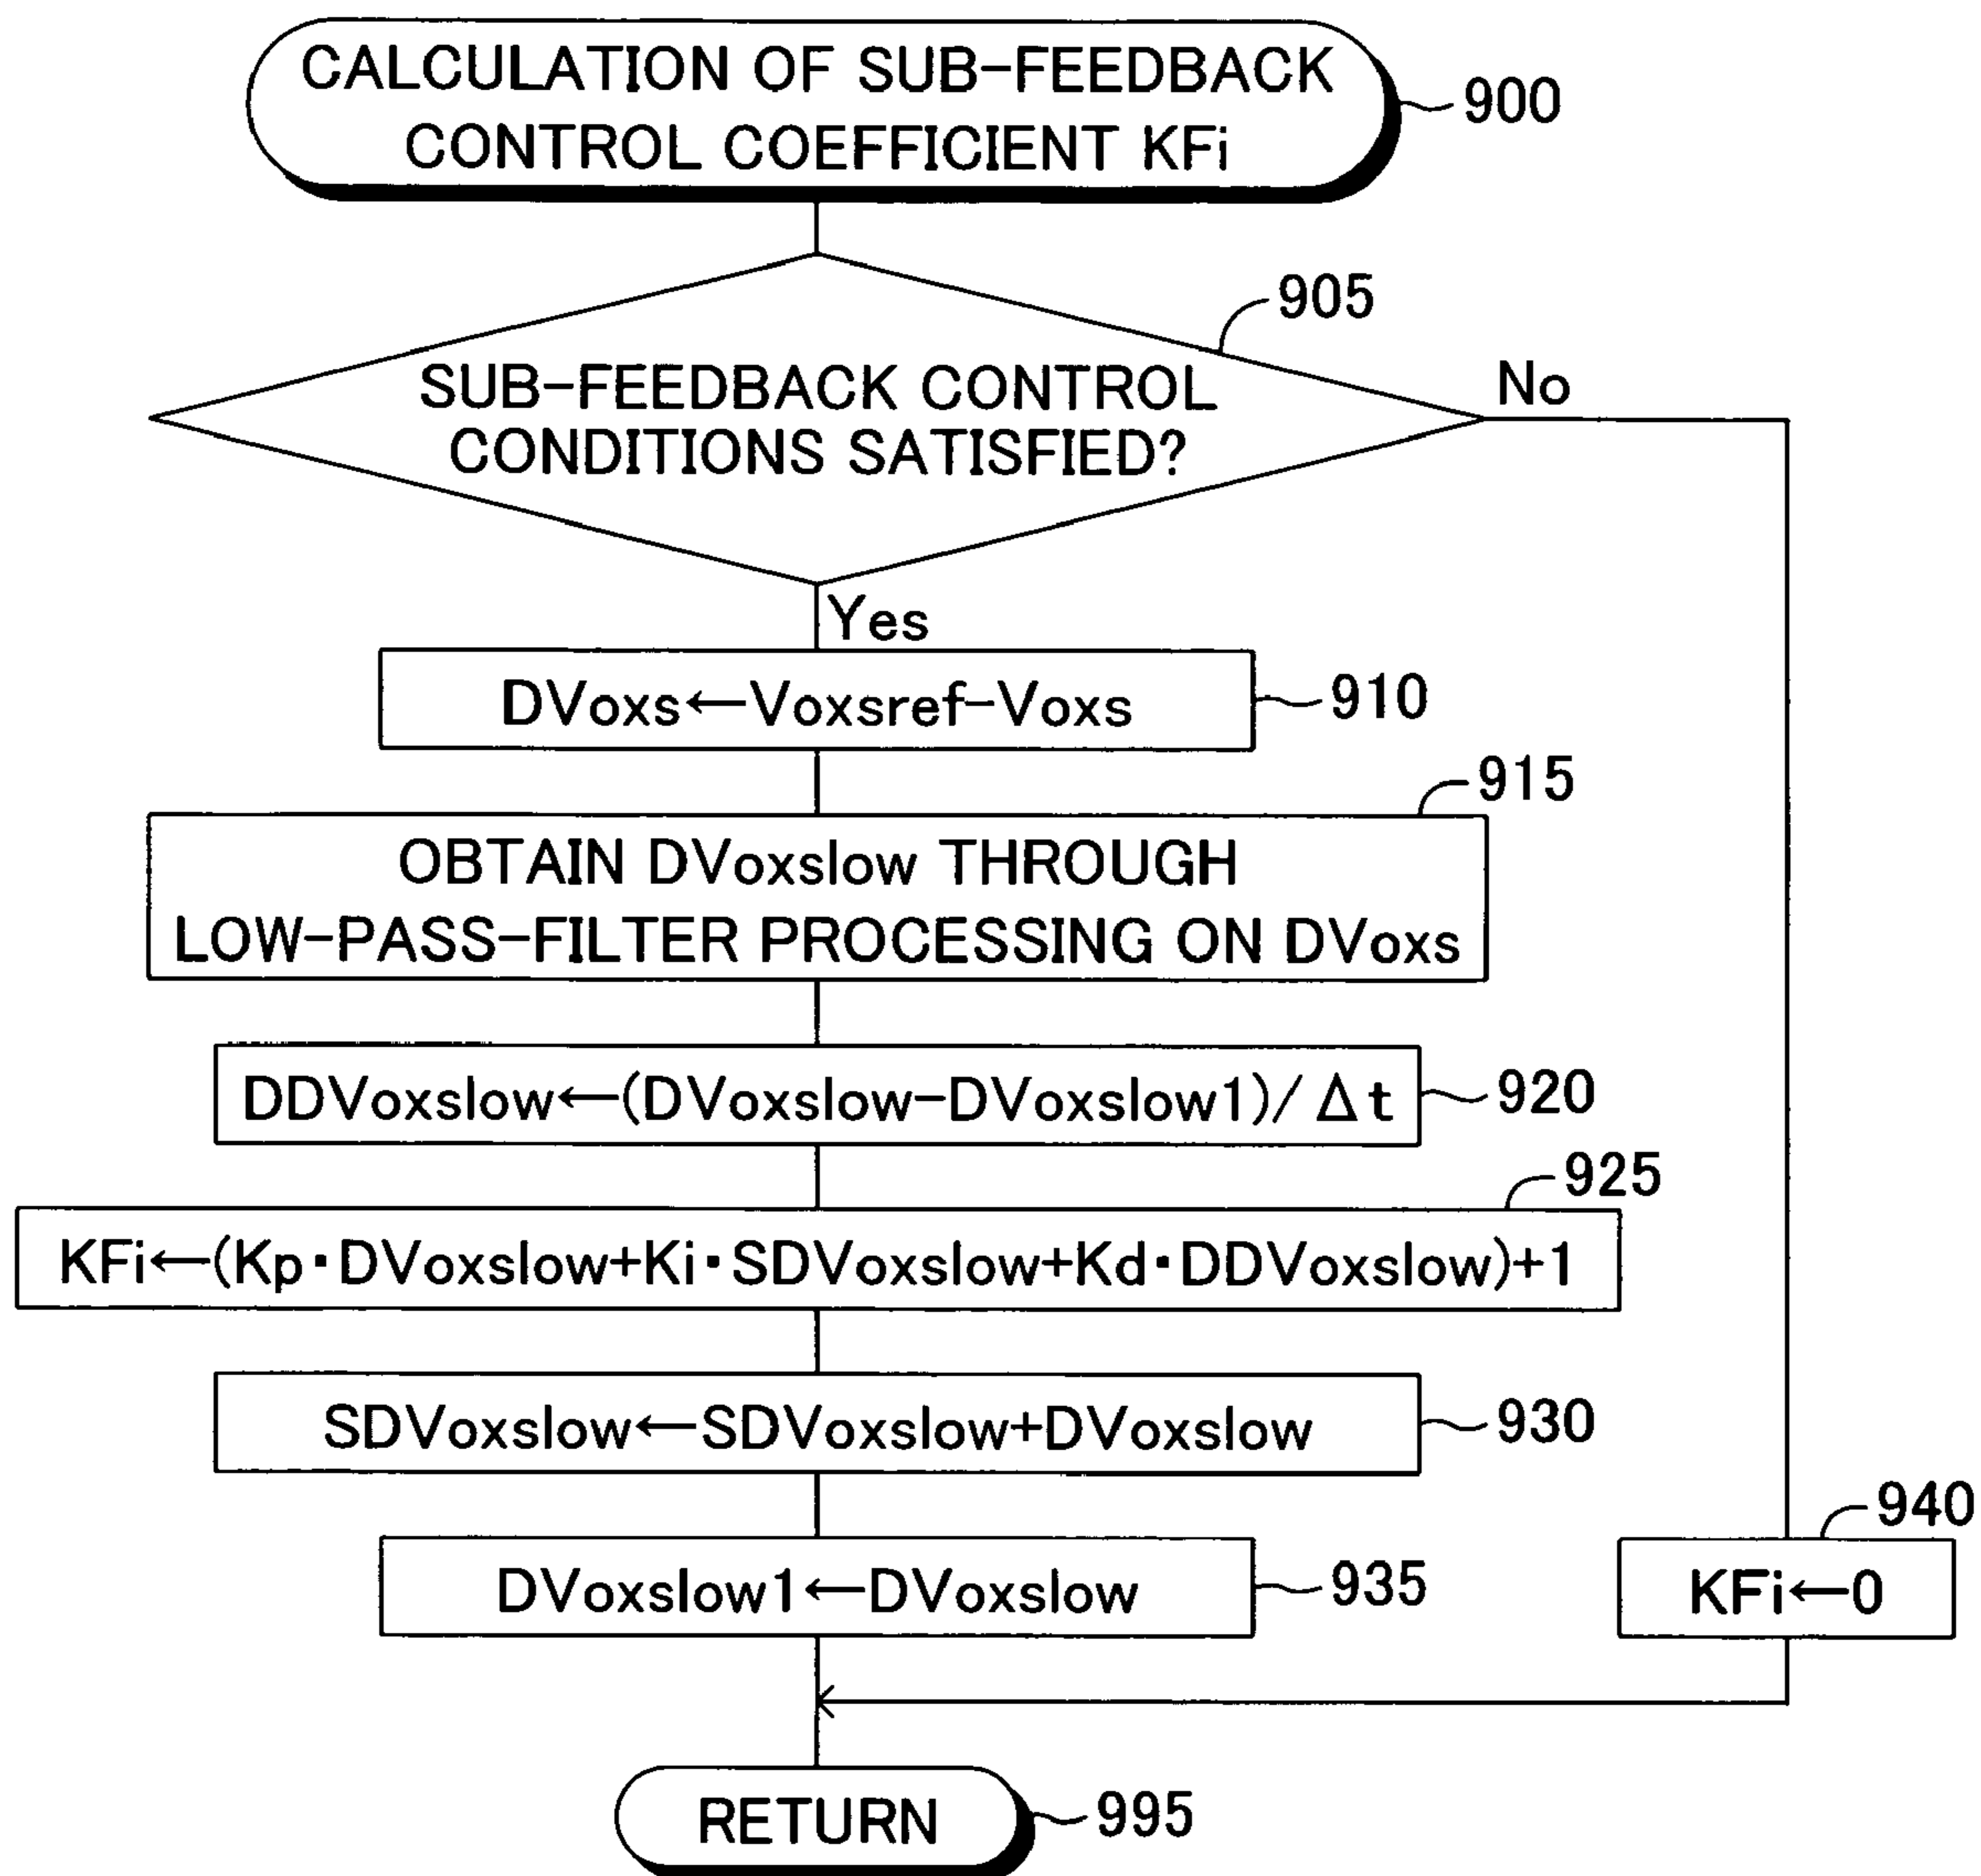 CALCULATION OF SUB-FEEDBACK
CONTROL COEFFICIENT KFi
900
905
SUB-FEEDBACK CONTROL
CONDITIONS SATISFIED?
No
Yes
DVoxs←Voxsref-Voxs
910
915
OBTAIN DVoxslow THROUGH
LOW-PASS-FILTER PROCESSING ON DVoxs
DDVoxslow←(DVoxslow-DVoxslow1)/Δt
920
925
KFi←(Kp・DVoxslow+Ki・SDVoxslow+Kd・DDVoxslow)+1
SDVoxslow←SDVoxslow+DVoxslow
930
940
DVoxslow1←DVoxslow
935
KFi←0
RETURN
995